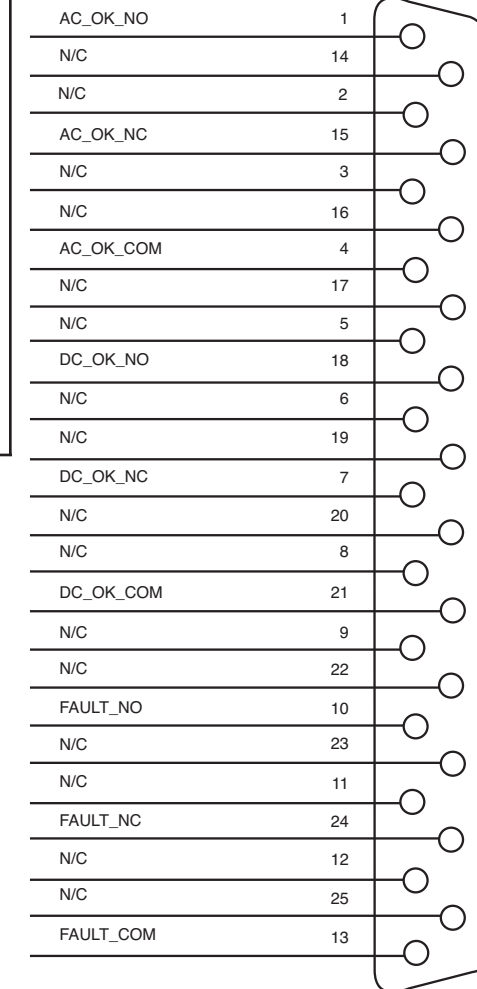 AC_OK_NO 1
N/C 14
N/C 2
AC_OK_NC 15
N/C 3
N/C 16
AC_OK_COM 4
N/C 17
N/C 5
DC_OK_NO 18
N/C 6
N/C 19
DC_OK_NC 7
N/C 20
N/C 8
DC_OK_COM 21
N/C 9
N/C 22
FAULT_NO 10
N/C 23
N/C 11
FAULT_NC 24
N/C 12
N/C 25
FAULT_COM 13